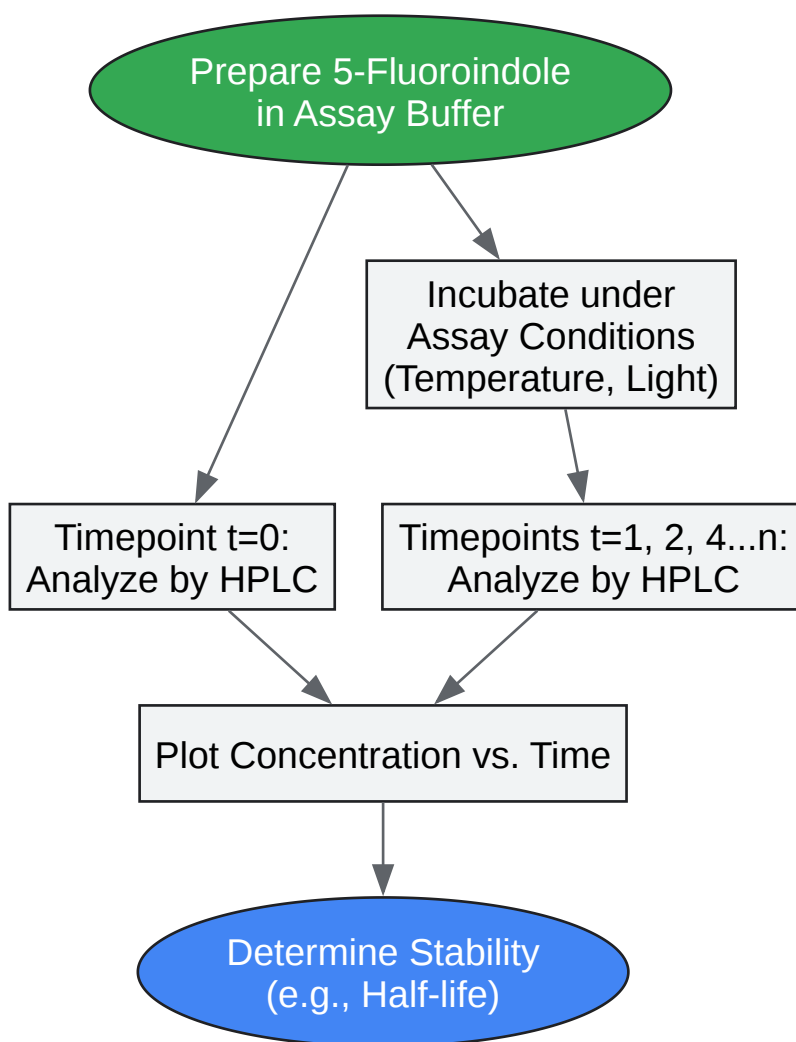 Prepare 5-Fluoroindole
in Assay Buffer
Incubate under
Assay Conditions
(Temperature, Light)
Timepoint t=0:
Analyze by HPLC
Timepoints t=1, 2, 4...n:
Analyze by HPLC
Plot Concentration vs. Time
Determine Stability
(e.g., Half-life)